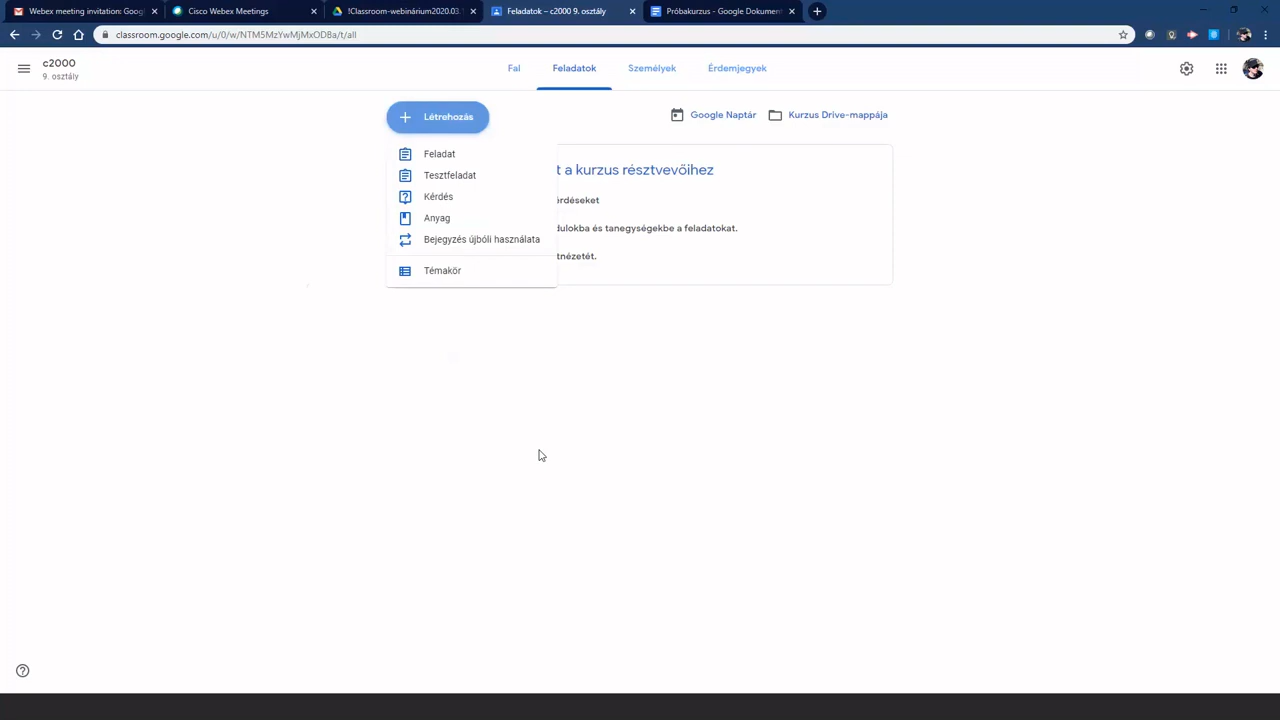 Webex meeting invitation: Goog
Cisco Webex Meetings
!Classroom-webinárium2020.03.
Feladatok – c2000 9. osztály
Próbakurzus - Google Dokument
classroom.google.com/u/0/w/NTM5MzYwMjMxODBa/t/all
c2000
9. osztály
Fal
Feladatok
Személyek
Érdemjegyek
Létrehozás
Google Naptár
Kurzus Drive-mappája
Feladat
Tesztfeladat
Kérdés
Anyag
Bejegyzés újbóli használata
Témakör
t a kurzus résztvevőihez
érdéseket
dulokba és tanegységekbe a feladatokat.
tnézetét.